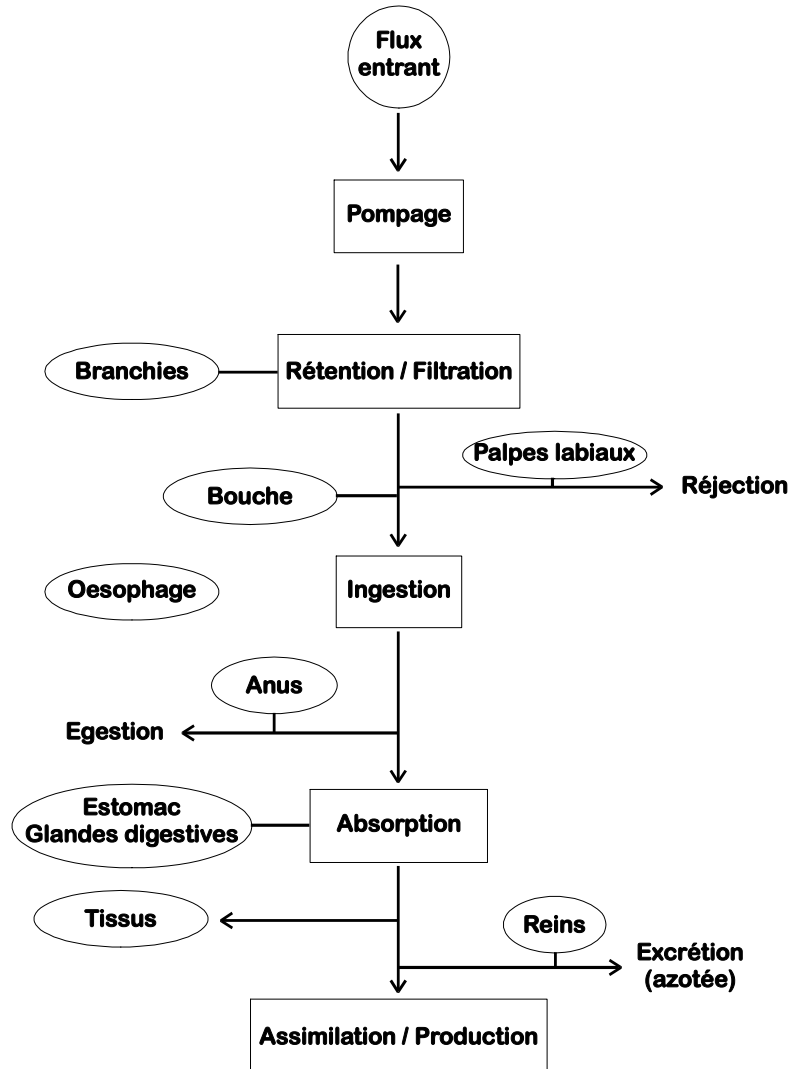 Flux
entrant
Pompage
Branchies
Rétention / Filtration
Palpes labiaux
Réjection
Bouche
Oesophage
Ingestion
Anus
Egestion
Estomac
Glandes digestives
Absorption
Tissus
Reins
Excrétion
(azotée)
Assimilation / Production